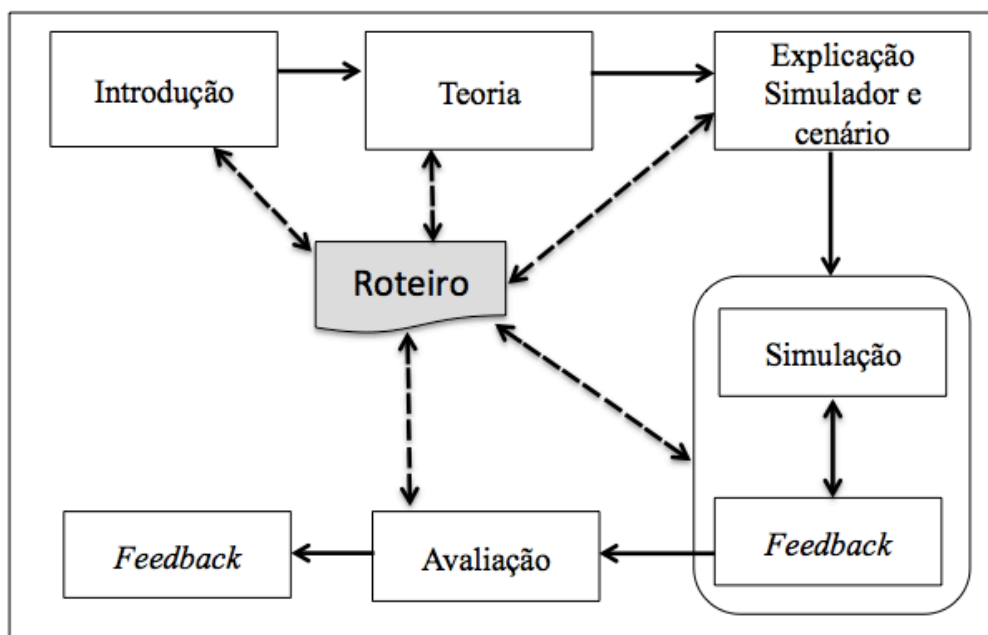 Introdução
Teoria
Explicação
Simulador e
cenário
Roteiro
Simulação
Feedback
Avaliação
Feedback